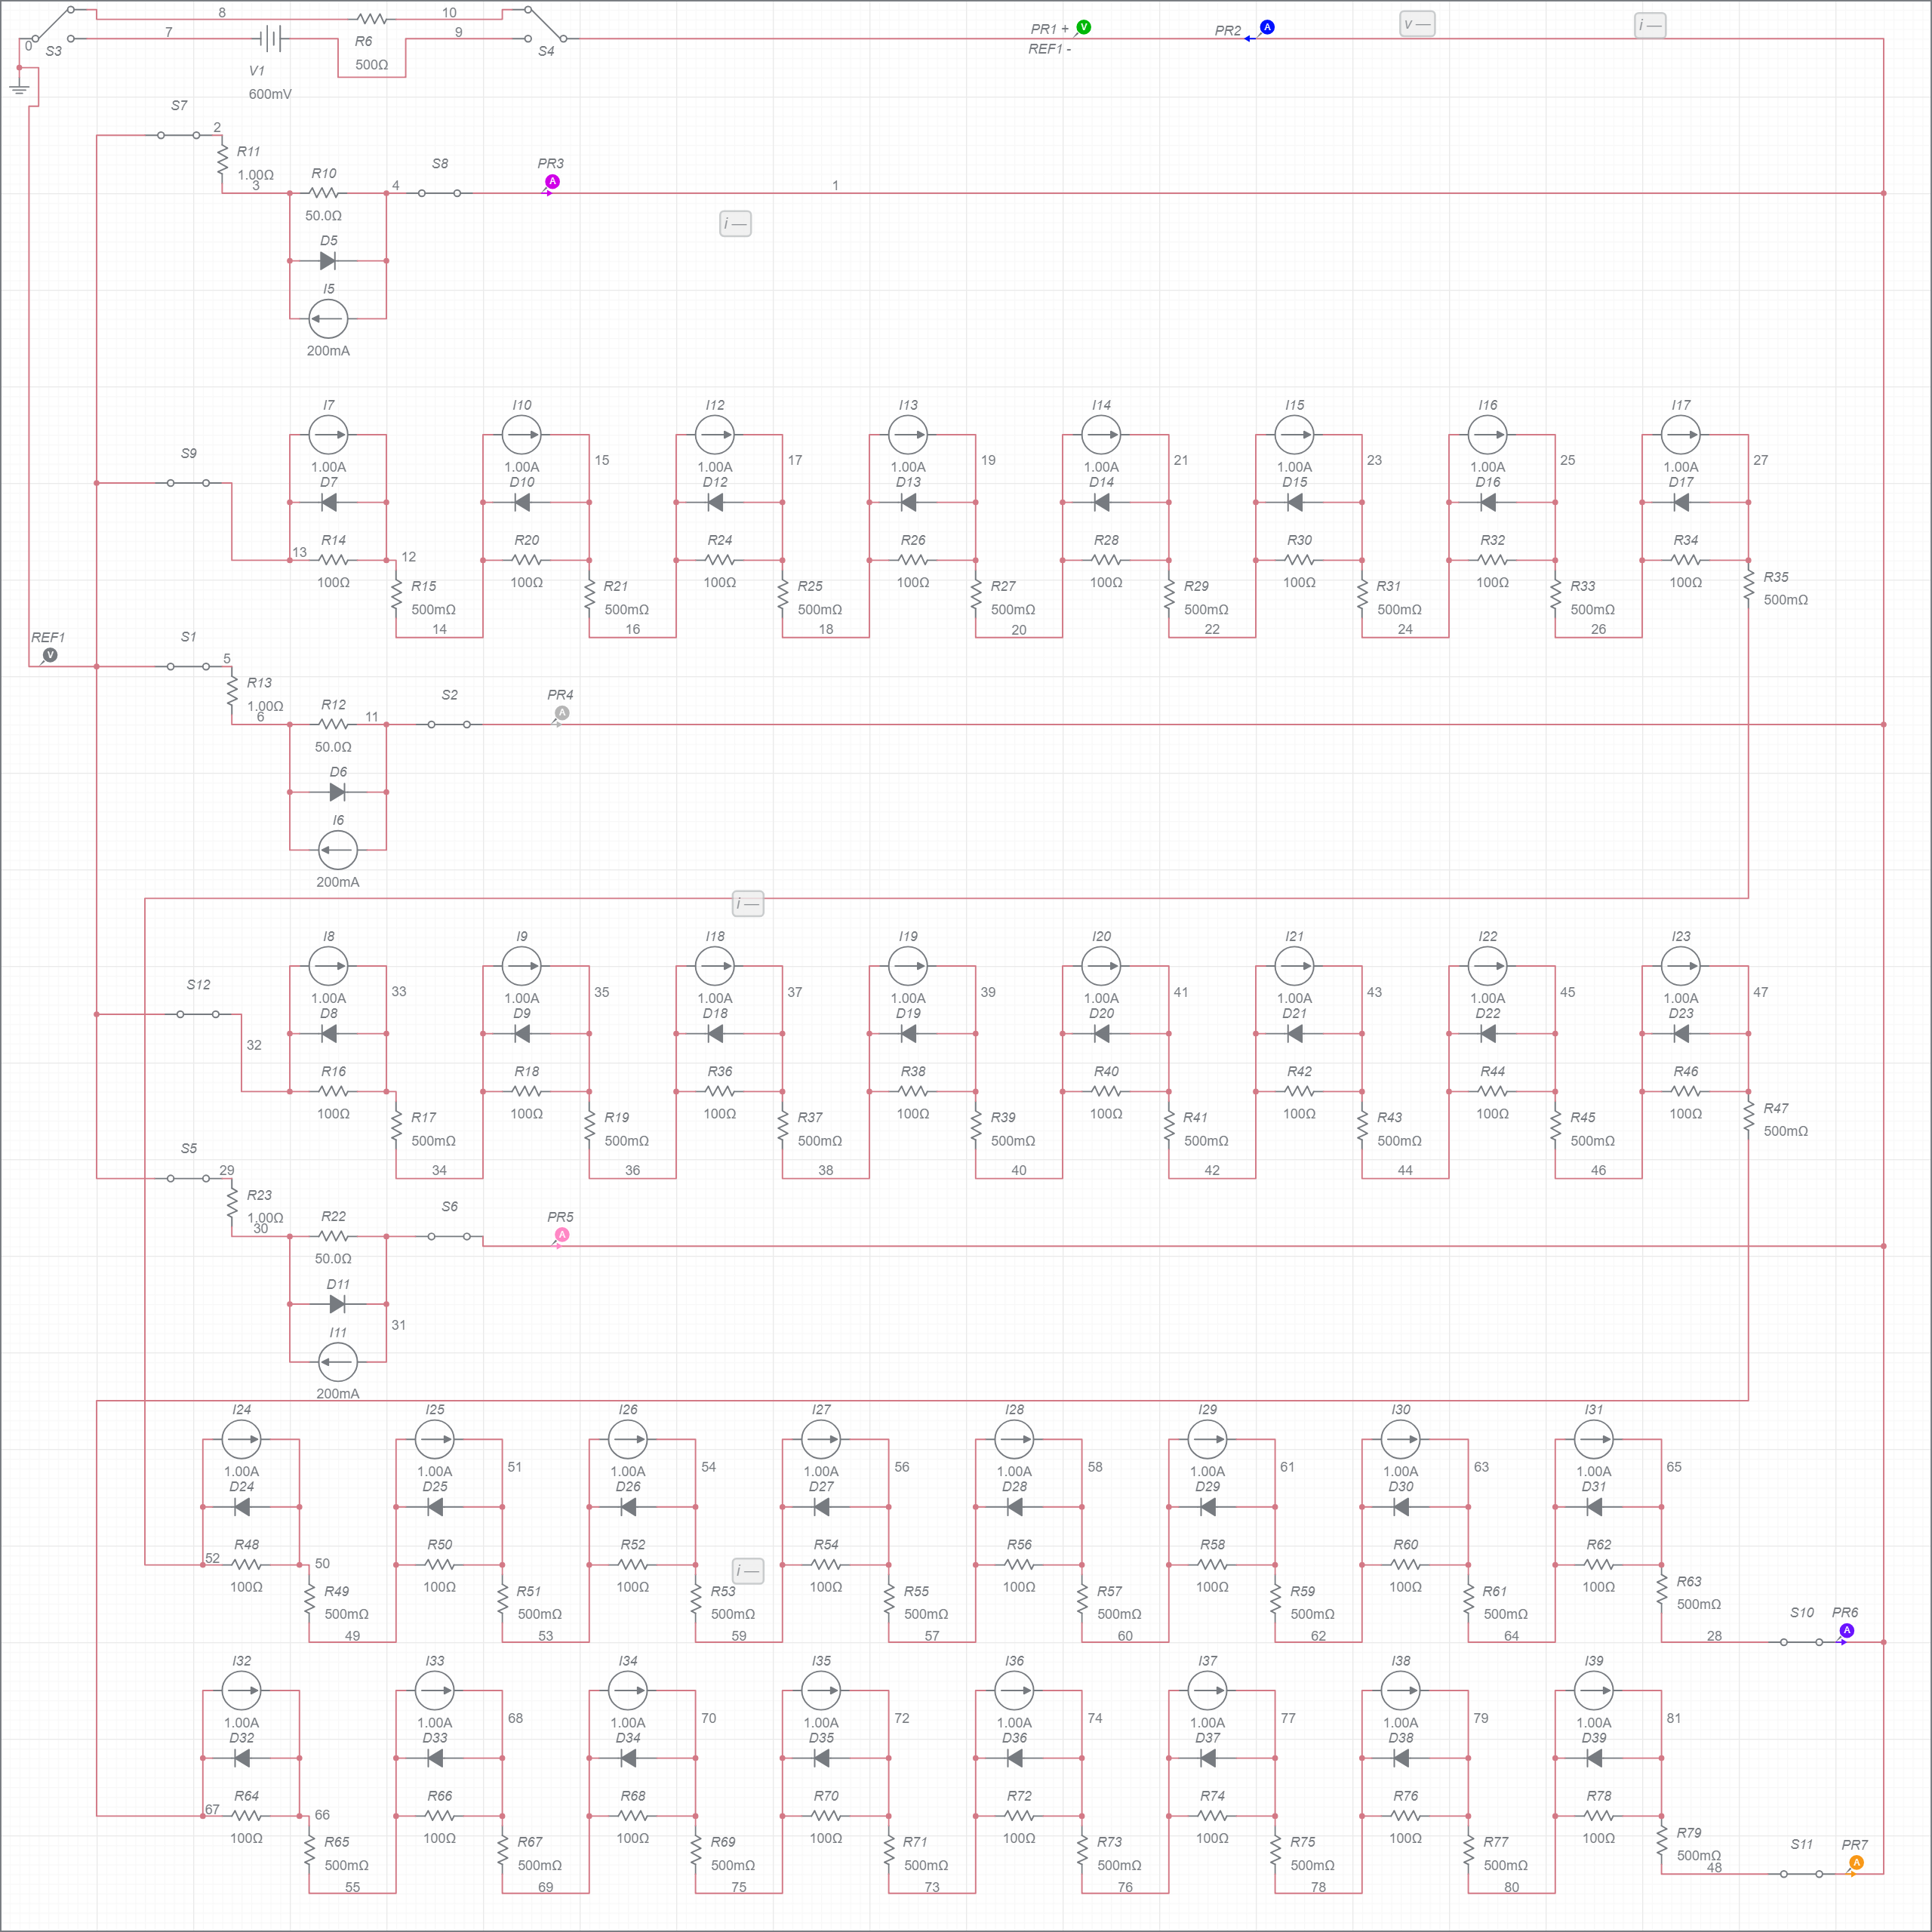 8 10
7 9
0 S3 R6 500Ω S4
V1
600mV
PR1 + V
REF1 -
PR2 A
v —
i —
S7 2
R11
1.00Ω
3 R10 4 S8 PR3 A 1
50.0Ω
i —
D5
I5
200mA
I7 I10 I12 I13 I14 I15 I16 I17
15 17 19 21 23 25 27
1.00A 1.00A 1.00A 1.00A 1.00A 1.00A 1.00A 1.00A
S9 D7 D10 D12 D13 D14 D15 D16 D17
13 R14 12 R20 R24 R26 R28 R30 R32 R34
100Ω 100Ω 100Ω 100Ω 100Ω 100Ω 100Ω 100Ω
R15 R21 R25 R27 R29 R31 R33 R35
500mΩ 500mΩ 500mΩ 500mΩ 500mΩ 500mΩ 500mΩ 500mΩ
14 16 18 20 22 24 26
REF1 V S1 5
R13
1.00Ω
6 R12 11 S2 PR4 A
50.0Ω
D6
I6
200mA
i —
I8 I9 I18 I19 I20 I21 I22 I23
33 35 37 39 41 43 45 47
1.00A 1.00A 1.00A 1.00A 1.00A 1.00A 1.00A 1.00A
S12 D8 D9 D18 D19 D20 D21 D22 D23
32
R16 R18 R36 R38 R40 R42 R44 R46
100Ω 100Ω 100Ω 100Ω 100Ω 100Ω 100Ω 100Ω
R17 R19 R37 R39 R41 R43 R45 R47
500mΩ 500mΩ 500mΩ 500mΩ 500mΩ 500mΩ 500mΩ 500mΩ
34 36 38 40 42 44 46
S5 29
R23
1.00Ω
30 R22 S6 PR5 A
50.0Ω
D11
31
I11
200mA
I24 I25 I26 I27 I28 I29 I30 I31
51 54 56 58 61 63 65
1.00A 1.00A 1.00A 1.00A 1.00A 1.00A 1.00A 1.00A
D24 D25 D26 D27 D28 D29 D30 D31
52 R48 50 R50 R52 R54 R56 R58 R60 R62
100Ω 100Ω 100Ω i — 100Ω 100Ω 100Ω 100Ω 100Ω
R49 R51 R53 R55 R57 R59 R61 R63
500mΩ 500mΩ 500mΩ 500mΩ 500mΩ 500mΩ 500mΩ 500mΩ
49 53 59 57 60 62 64 28 S10 PR6 A
I32 I33 I34 I35 I36 I37 I38 I39
68 70 72 74 77 79 81
1.00A 1.00A 1.00A 1.00A 1.00A 1.00A 1.00A 1.00A
D32 D33 D34 D35 D36 D37 D38 D39
67 R64 66 R66 R68 R70 R72 R74 R76 R78
100Ω 100Ω 100Ω 100Ω 100Ω 100Ω 100Ω 100Ω
R65 R67 R69 R71 R73 R75 R77 R79
500mΩ 500mΩ 500mΩ 500mΩ 500mΩ 500mΩ 500mΩ 500mΩ
55 69 75 73 76 78 80 48 S11 PR7 A